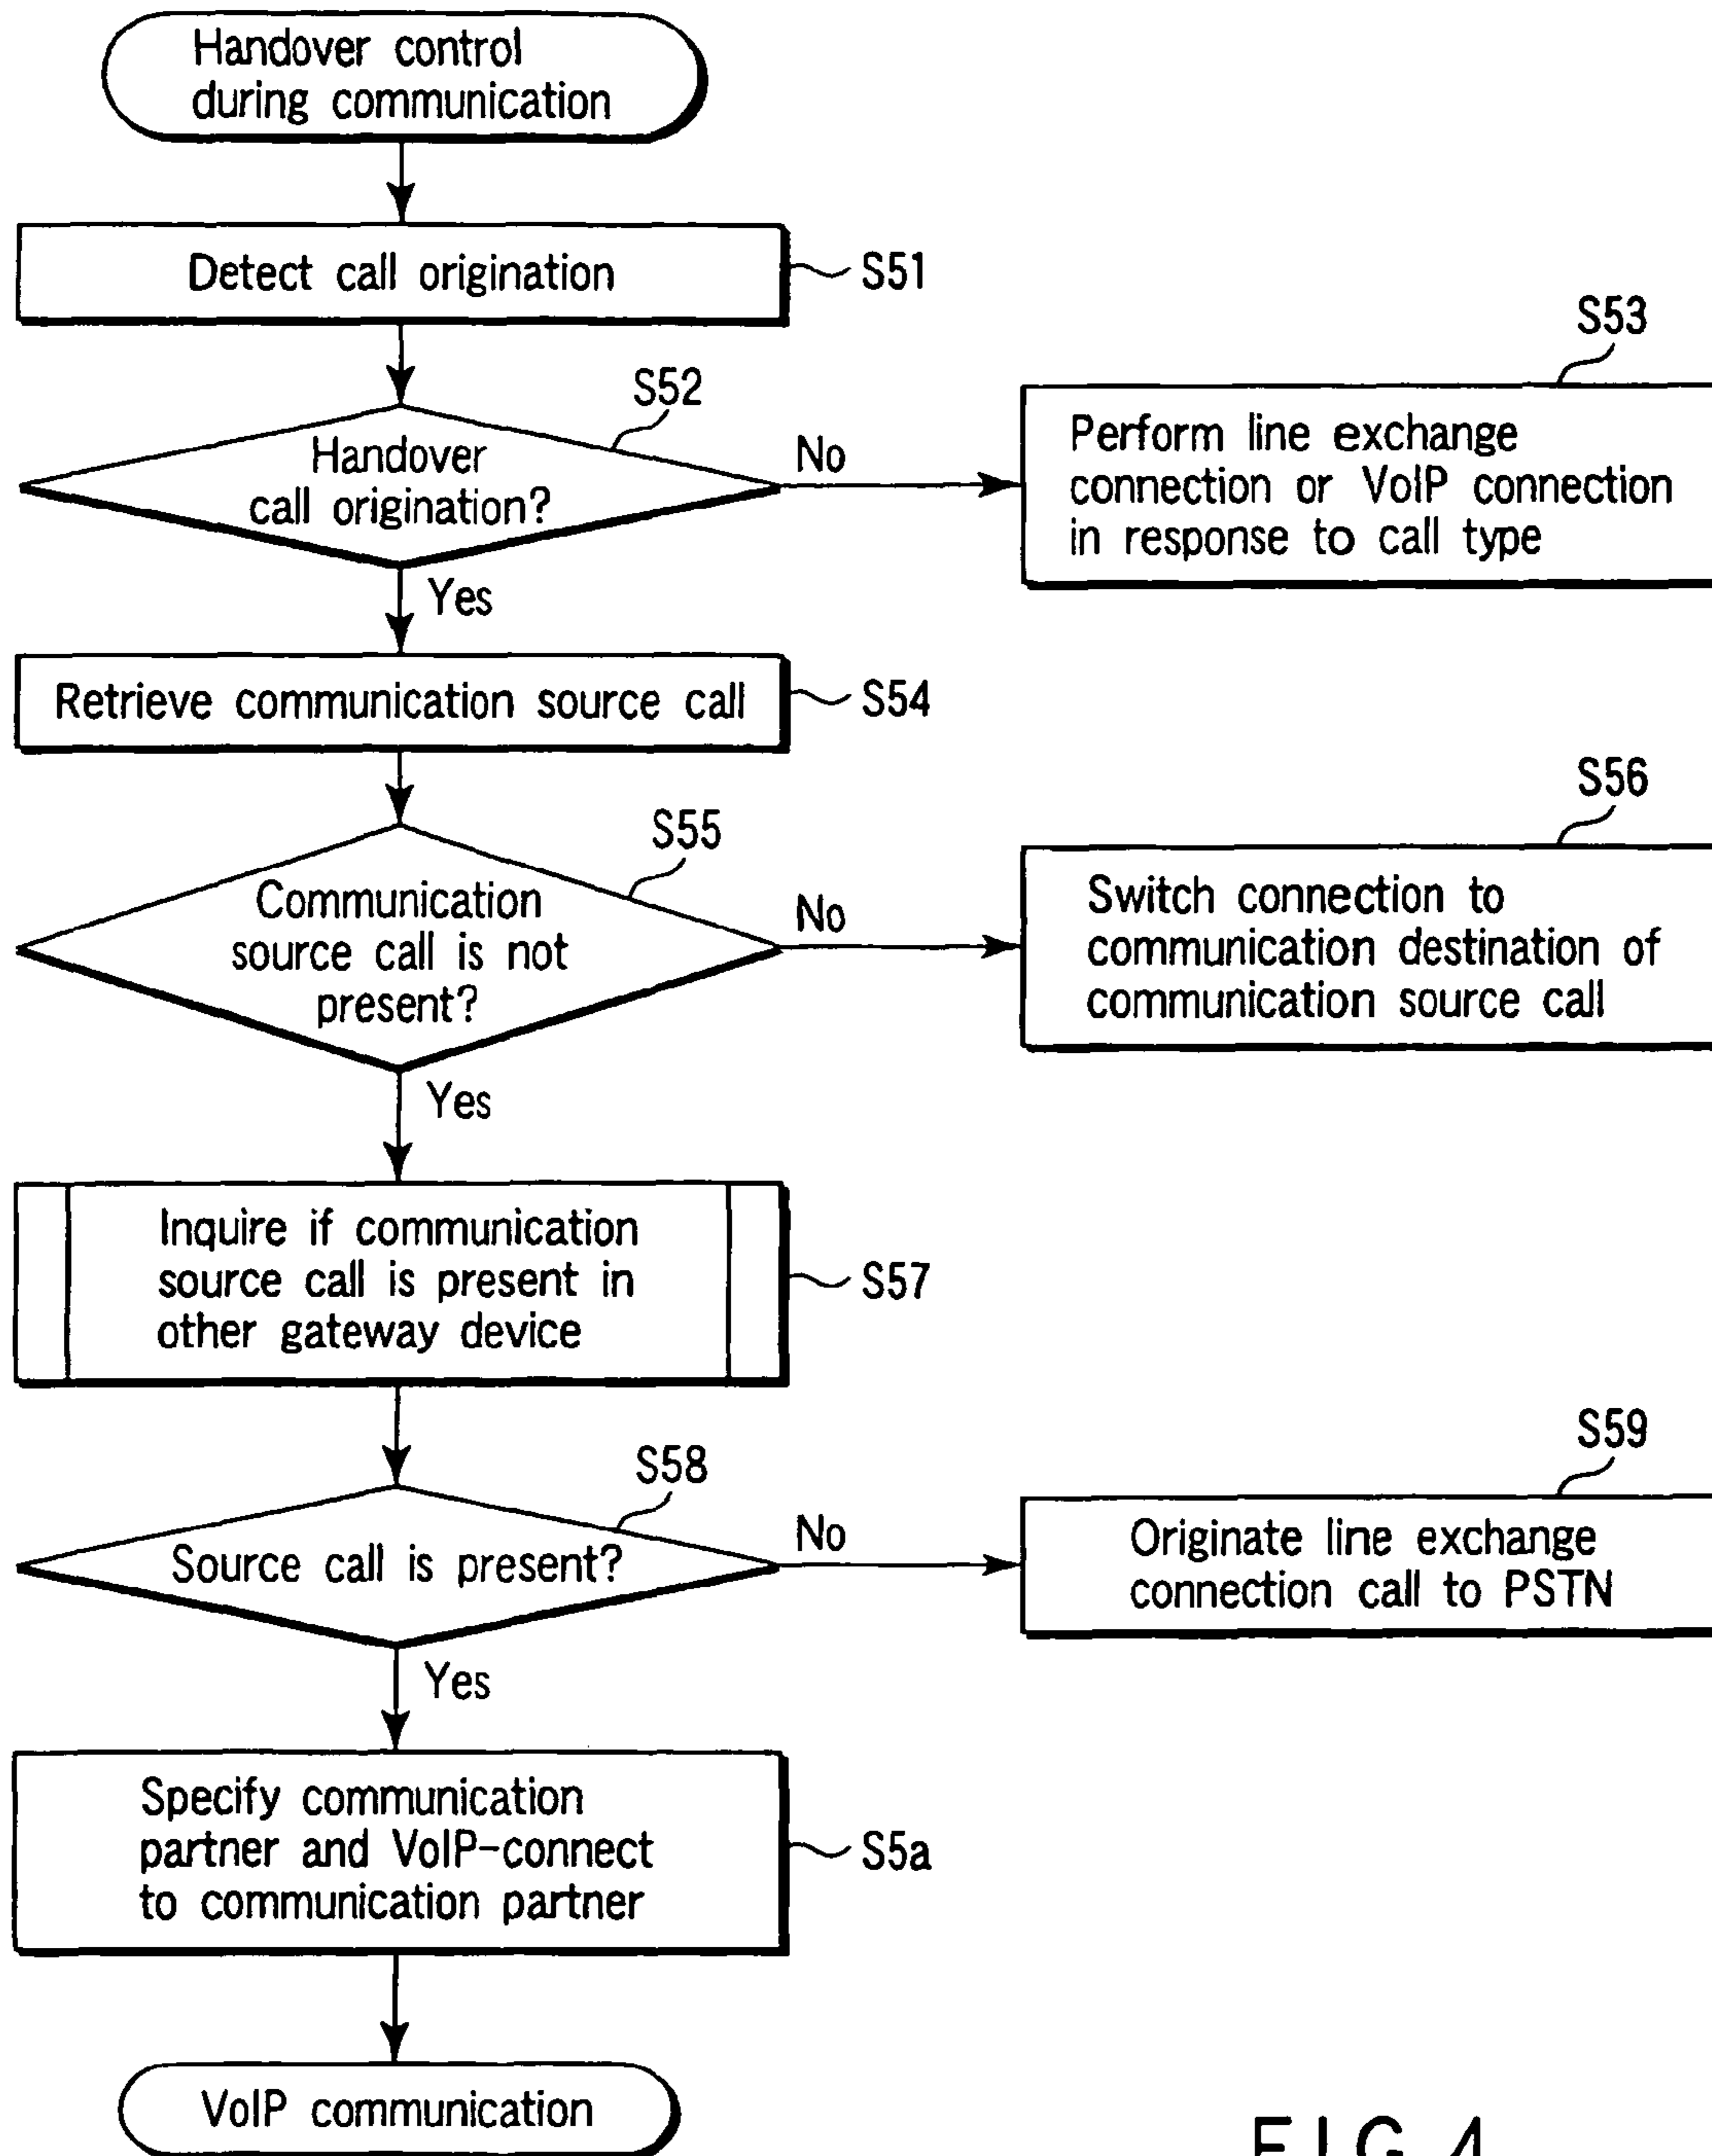 Handover control
during communication
Detect call origination
S51
S52
Handover
call origination?
No
Yes
S53
Perform line exchange
connection or VoIP connection
in response to call type
Retrieve communication source call
S54
S55
Communication
source call is not
present?
No
Yes
S56
Switch connection to
communication destination of
communication source call
Inquire if communication
source call is present in
other gateway device
S57
S58
Source call is present?
No
Yes
S59
Originate line exchange
connection call to PSTN
Specify communication
partner and VoIP-connect
to communication partner
S5a
VoIP communication
FIG. 4